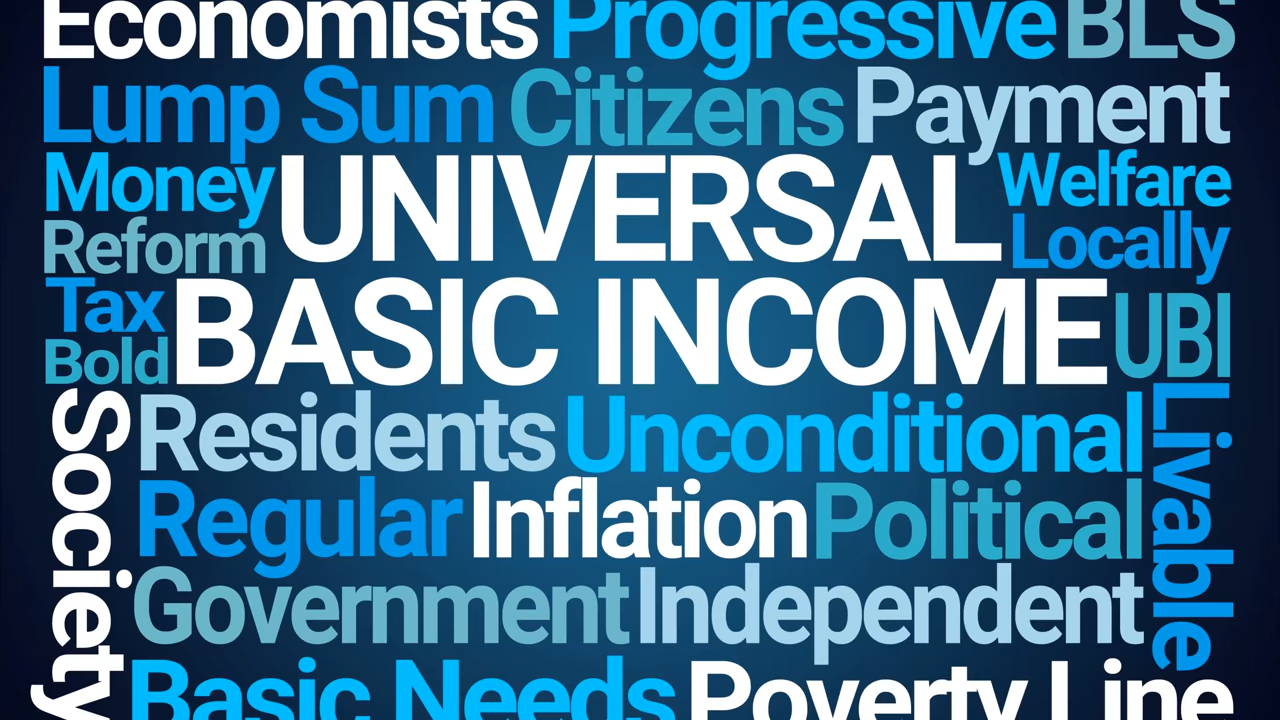 Economists Progressive BLS
Lump Sum Citizens Payment
Money UNIVERSAL Welfare
Reform Locally
Tax BASIC INCOME UBI
Bold
Society Residents Unconditional Livable
Regular Inflation Political
Government Independent
Basic Needs Poverty Line